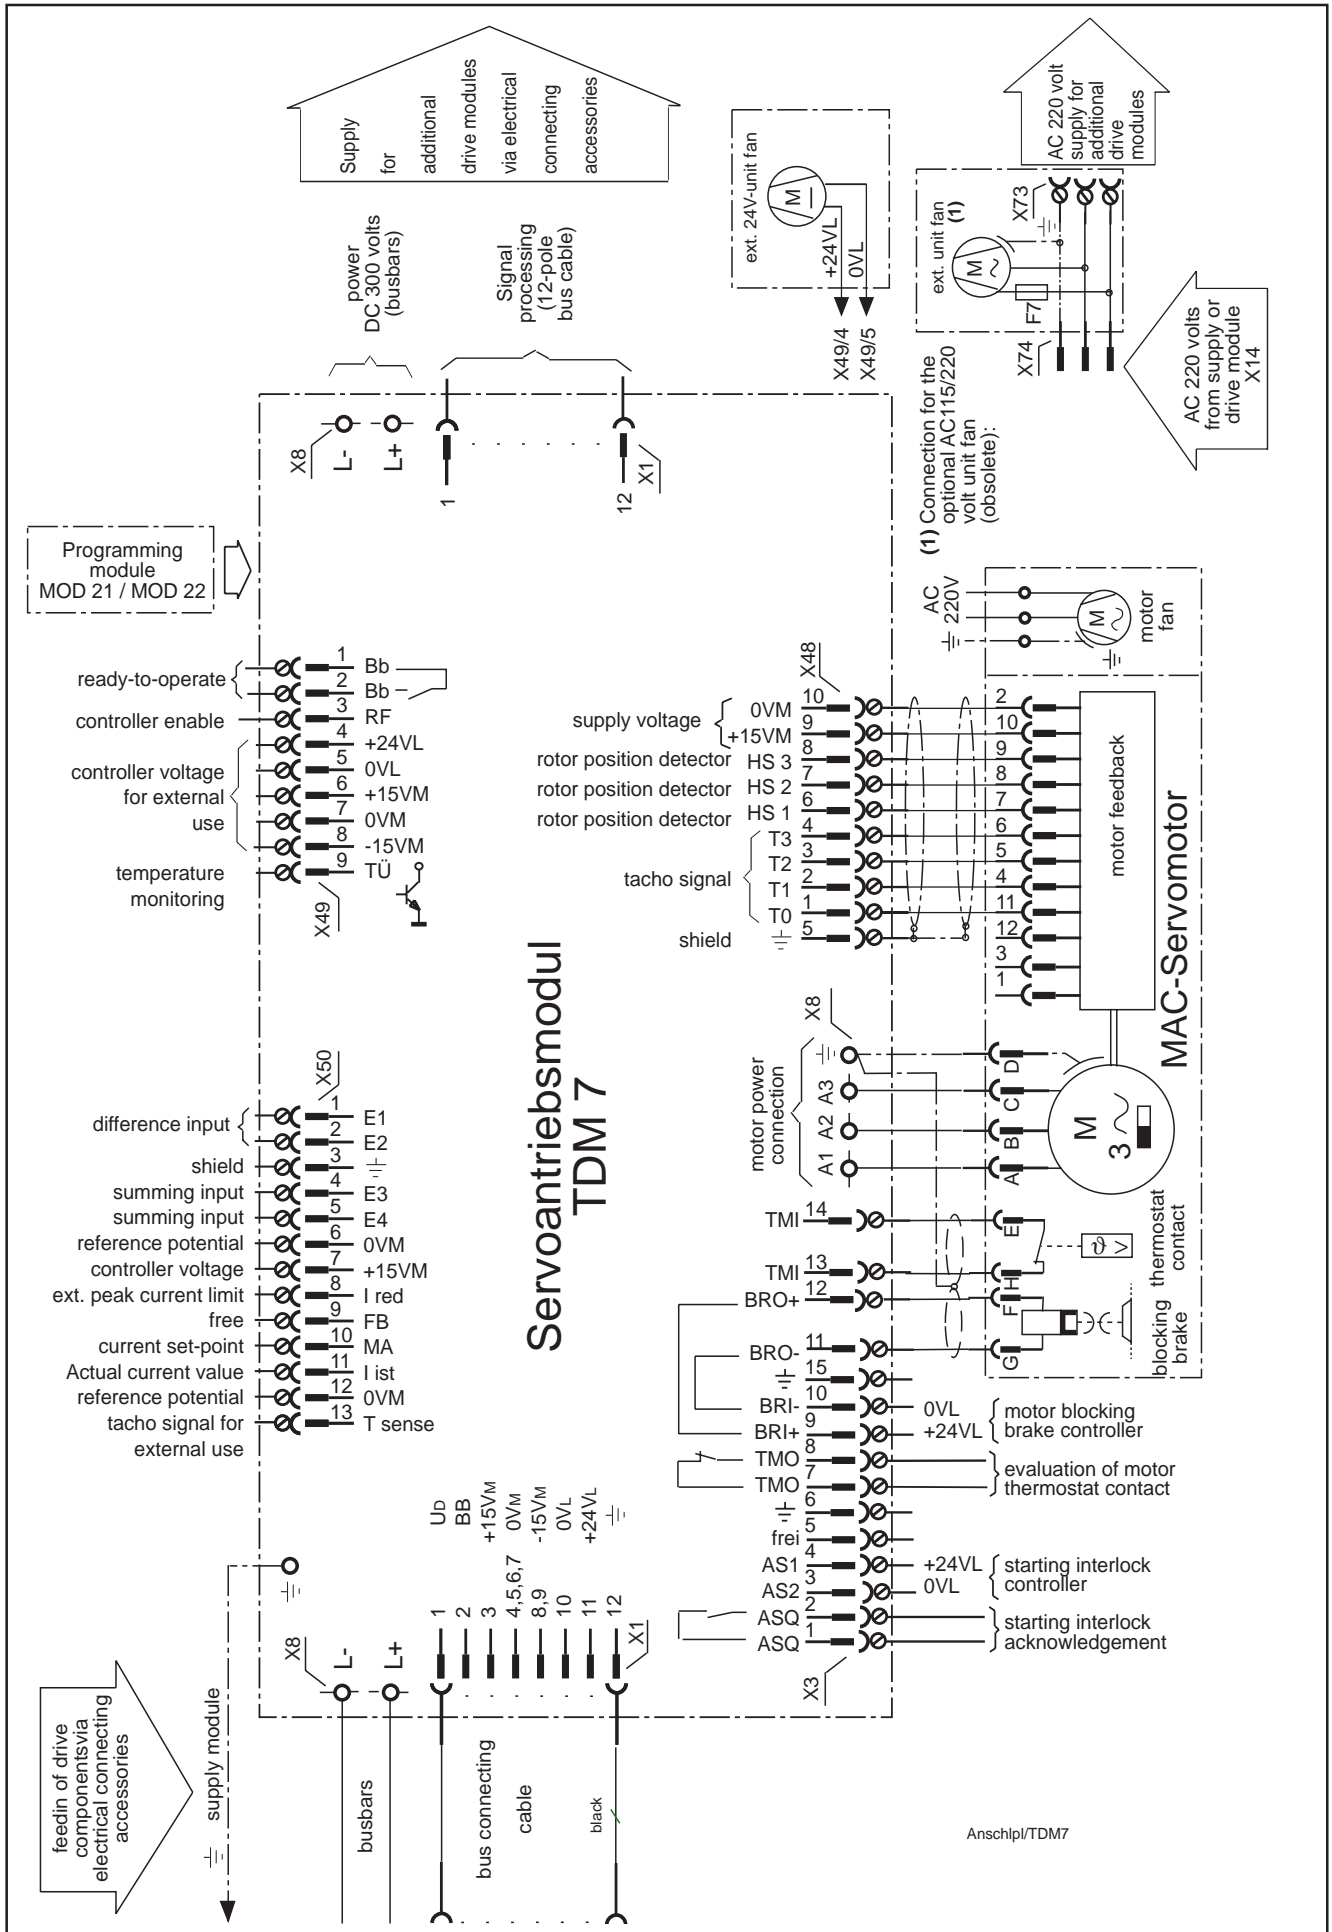 Supply
for
additional
drive modules
via electrical
connecting
accessories
AC 220 volt
supply for
additional
drive
modules
ext. 24V-unit fan
M
+24VL
0VL
X49/4
X49/5
ext. unit fan
(1)
M
F7
X73
X74
AC 220 volts
from supply or
drive module
X14
(1) Connection for the
optional AC115/220
volt unit fan
(obsolete):
power
DC 300 volts
(busbars)
Signal
processing
(12-pole
bus cable)
X8
L-
L+
1
12
X1
Programming
module
MOD 21 / MOD 22
ready-to-operate
1 Bb
2 Bb
controller enable 3 RF
controller voltage
for external
use
4 +24VL
5 0VL
6 +15VM
7 0VM
8 -15VM
temperature
monitoring
9 TÜ
X49
X48
supply voltage
0VM 10
+15VM 9
rotor position detector HS 3 8
rotor position detector HS 2 7
rotor position detector HS 1 6
tacho signal
T3 4
T2 3
T1 2
T0 1
shield 5
AC
220V
M
motor
fan
2
10
9
8
7
6
5
4
11
12
3
1
motor feedback
MAC-Servomotor
Servoantriebsmodul
TDM 7
X50
difference input
1 E1
2 E2
shield 3
summing input 4 E3
summing input 5 E4
reference potential 6 0VM
controller voltage 7 +15VM
ext. peak current limit 8 I red
free 9 FB
current set-point 10 MA
Actual current value 11 I ist
reference potential 12 0VM
tacho signal for
external use
13 T sense
X8
motor power
connection
A3
A2
A1
D
C
B
A
M
3
TMI 14
TMI 13
BRO+ 12
BRO- 11
15
BRI- 10
BRI+ 9
TMO 8
TMO 7
6
frei 5
AS1 4
AS2 3
ASQ 2
ASQ 1
X3
E
H
F
G
ϑ
V
thermostat
contact
blocking
brake
0VL
+24VL
motor blocking
brake controller
evaluation of motor
thermostat contact
+24VL
0VL
starting interlock
controller
starting interlock
acknowledgement
UD
BB
+15VM
0VM
-15VM
0VL
+24VL
1
2
3
4,5,6,7
8,9
10
11
12
X1
X8
L-
L+
feedin of drive
componentsvia
electrical connecting
accessories
supply module
busbars
bus connecting
cable
black
Anschlpl/TDM7